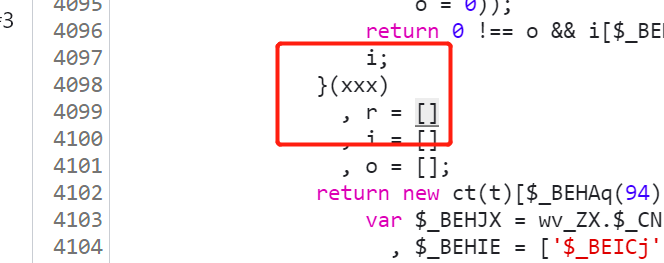 4095 o = 0));
*3
4096 return 0 !== o && i[$_BE
4097 i;
4098 }(xxx)
4099 , r = []
4100 , i = []
4101 , o = [];
4102 return new ct(t)[$_BEHAq(94)
4103 var $_BEHJX = wv_ZX.$_CN
4104 , $_BEHIE = ['$_BEICj'